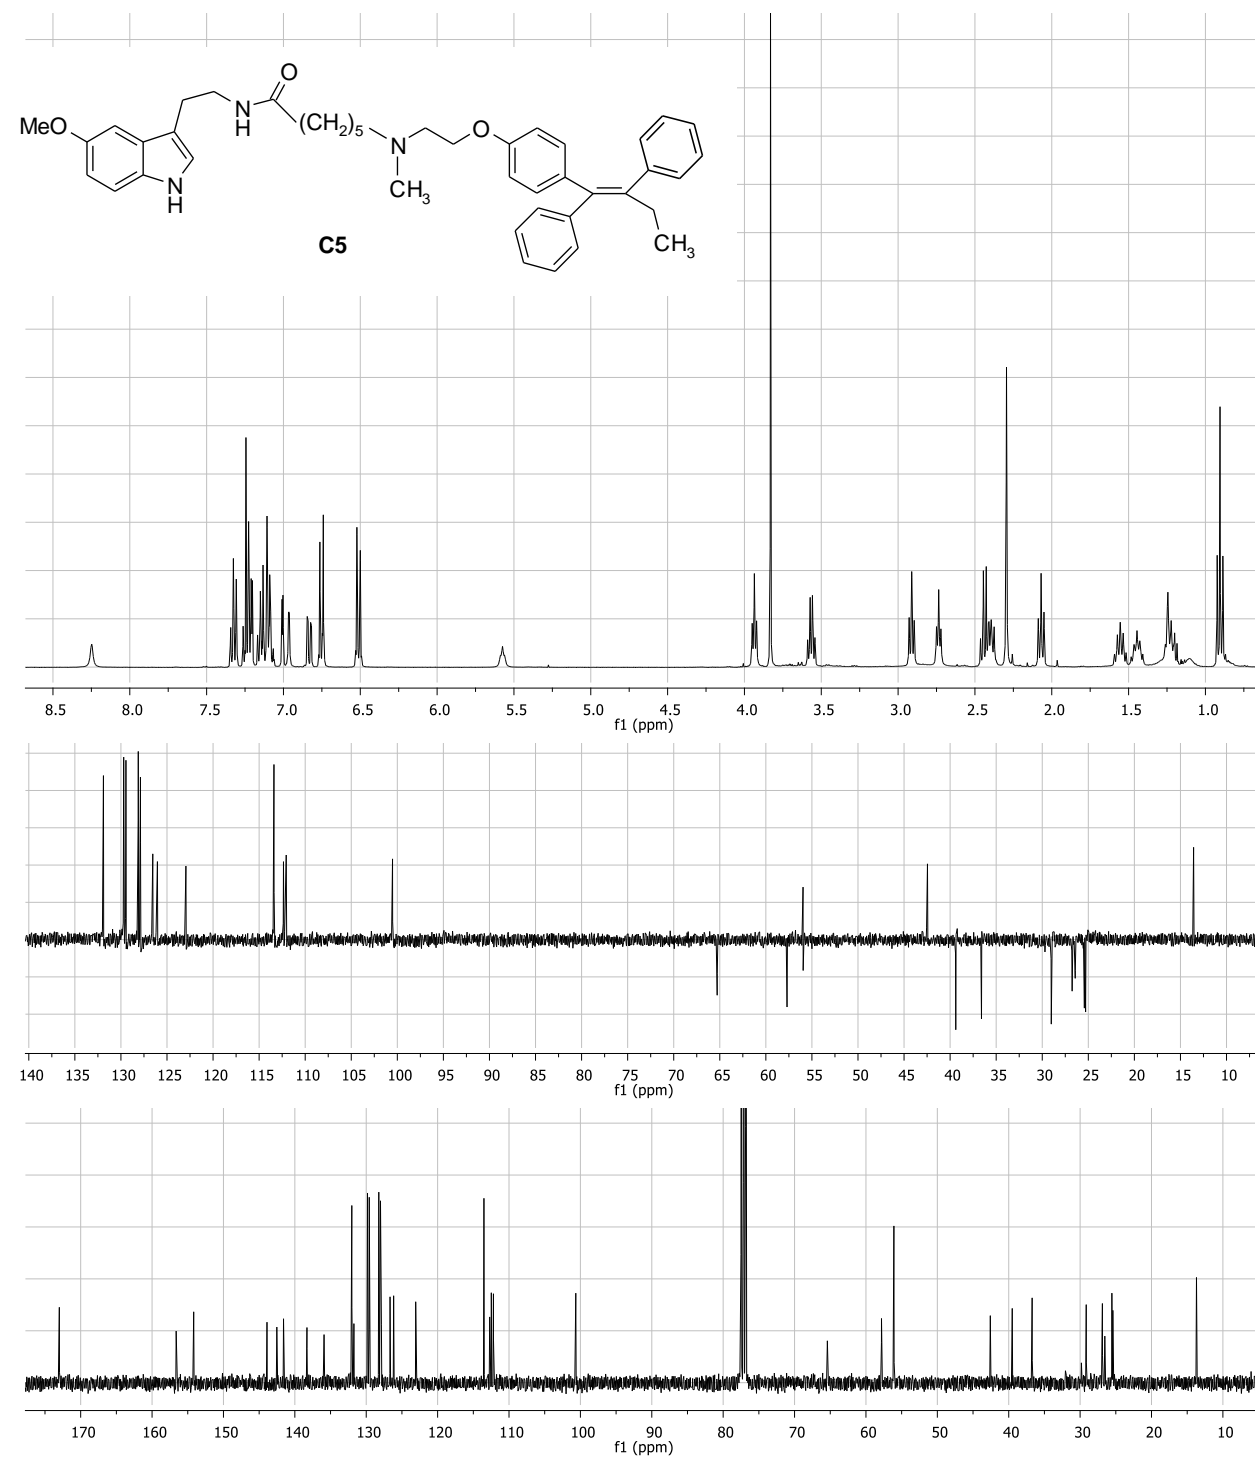 O
MeO
N
H
(CH₂)₅
O
N
CH₃
N
H
CH₃
C5
8.5 8.0 7.5 7.0 6.5 6.0 5.5 5.0 4.5 4.0 3.5 3.0 2.5 2.0 1.5 1.0
f1 (ppm)
140 135 130 125 120 115 110 105 100 95 90 85 80 75 70 65 60 55 50 45 40 35 30 25 20 15 10
f1 (ppm)
170 160 150 140 130 120 110 100 90 80 70 60 50 40 30 20 10
f1 (ppm)